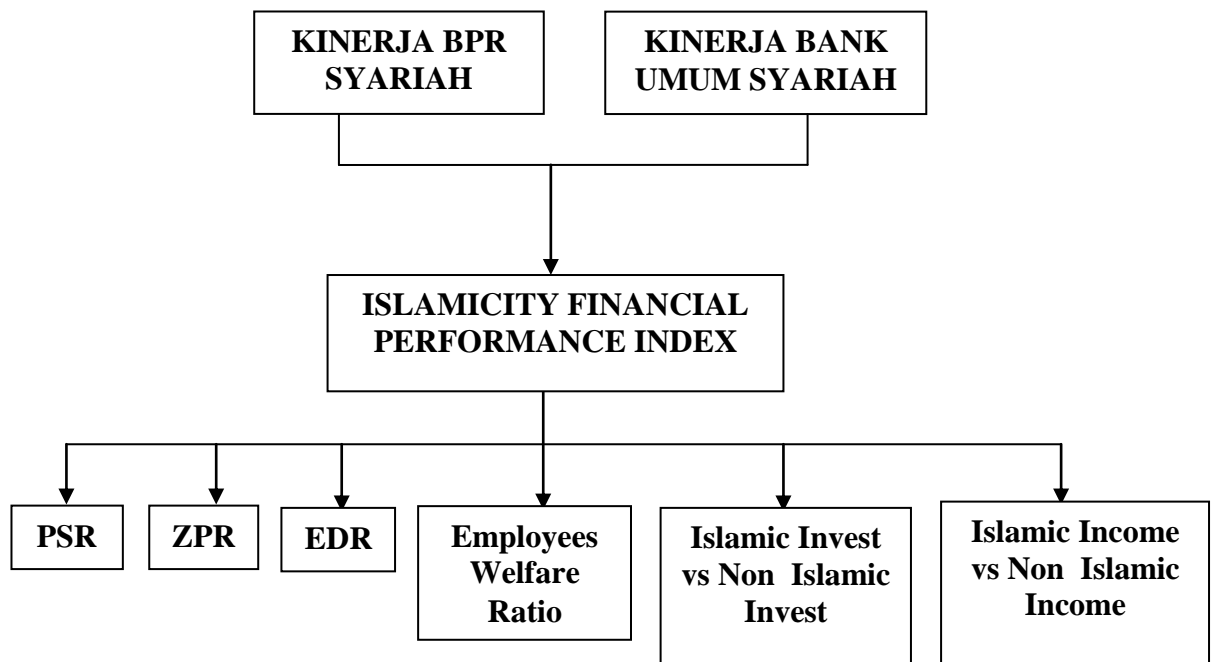 KINERJA BPR
SYARIAH
KINERJA BANK
UMUM SYARIAH
ISLAMICITY FINANCIAL
PERFORMANCE INDEX
PSR
ZPR
EDR
Employees
Welfare
Ratio
Islamic Invest
vs Non Islamic
Invest
Islamic Income
vs Non Islamic
Income